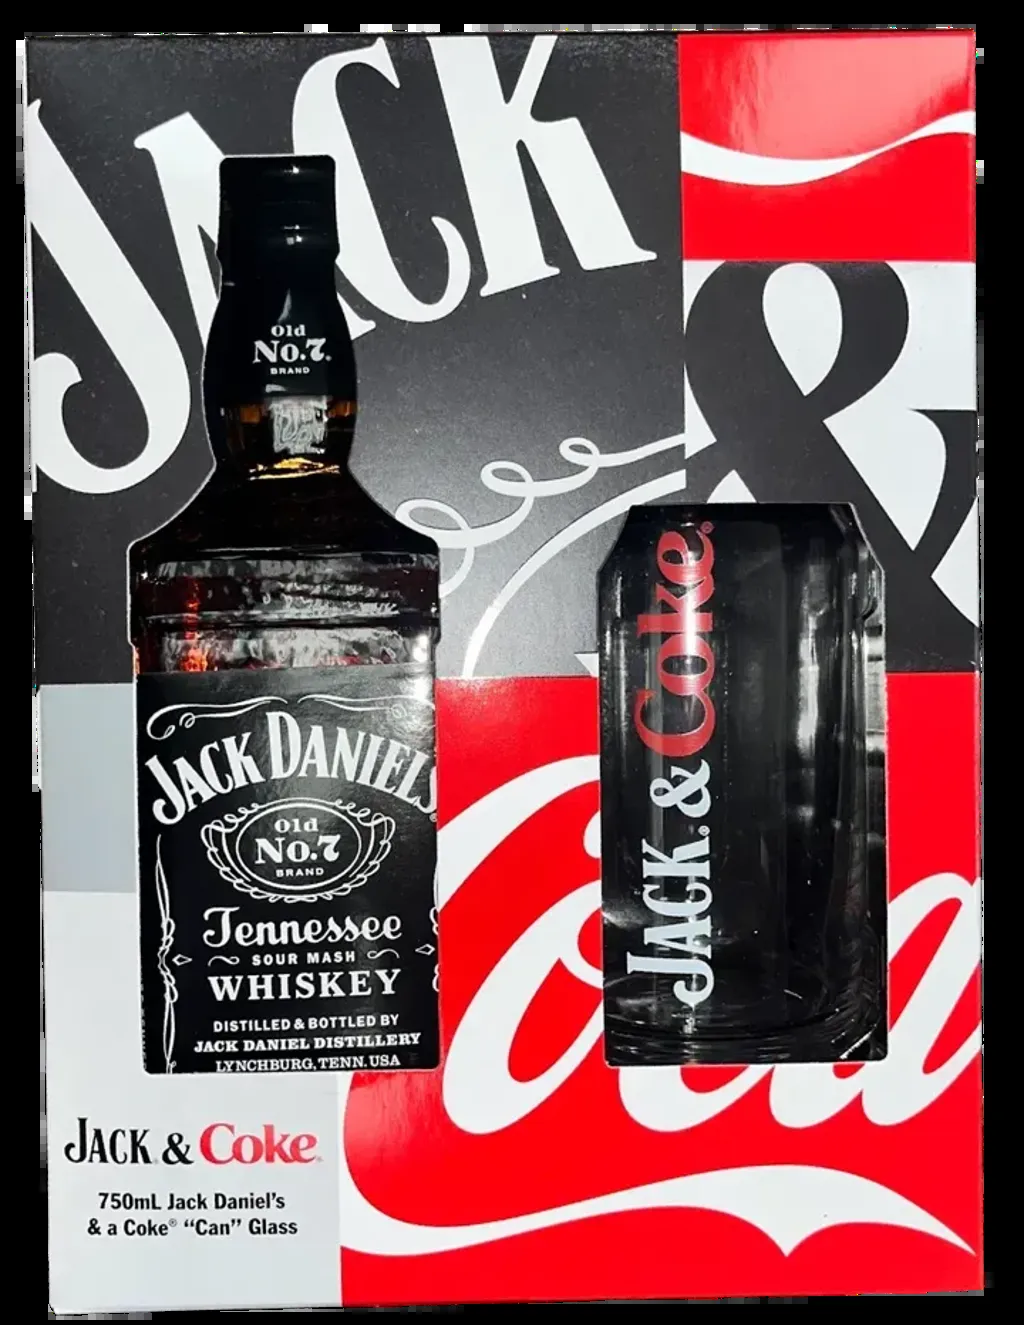 JACK
&
Old
No.7®
BRAND
JACK DANIEL'S
Old
No.7
BRAND
Tennessee
SOUR MASH
WHISKEY
DISTILLED & BOTTLED BY
JACK DANIEL DISTILLERY
LYNCHBURG, TENN. USA
JACK® & Coke®
Cola
JACK & Coke®
750mL Jack Daniel's
& a Coke® “Can” Glass